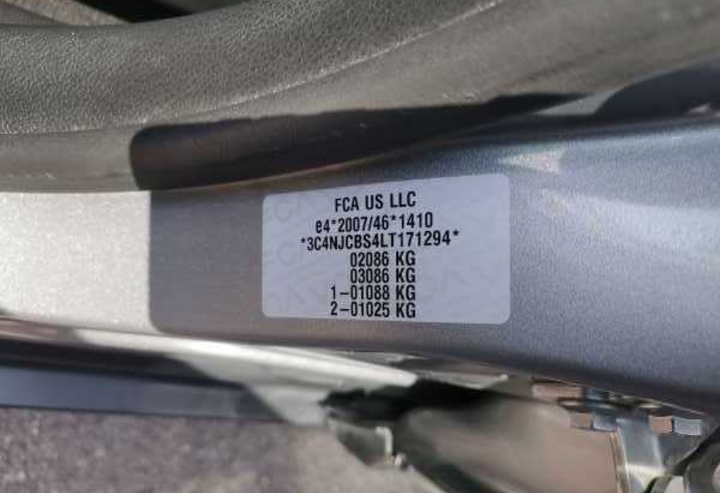 FCA US LLC
e4*2007/46*1410
*3C4NJCBS4LT171294*
02086 KG
03086 KG
1-01088 KG
2-01025 KG